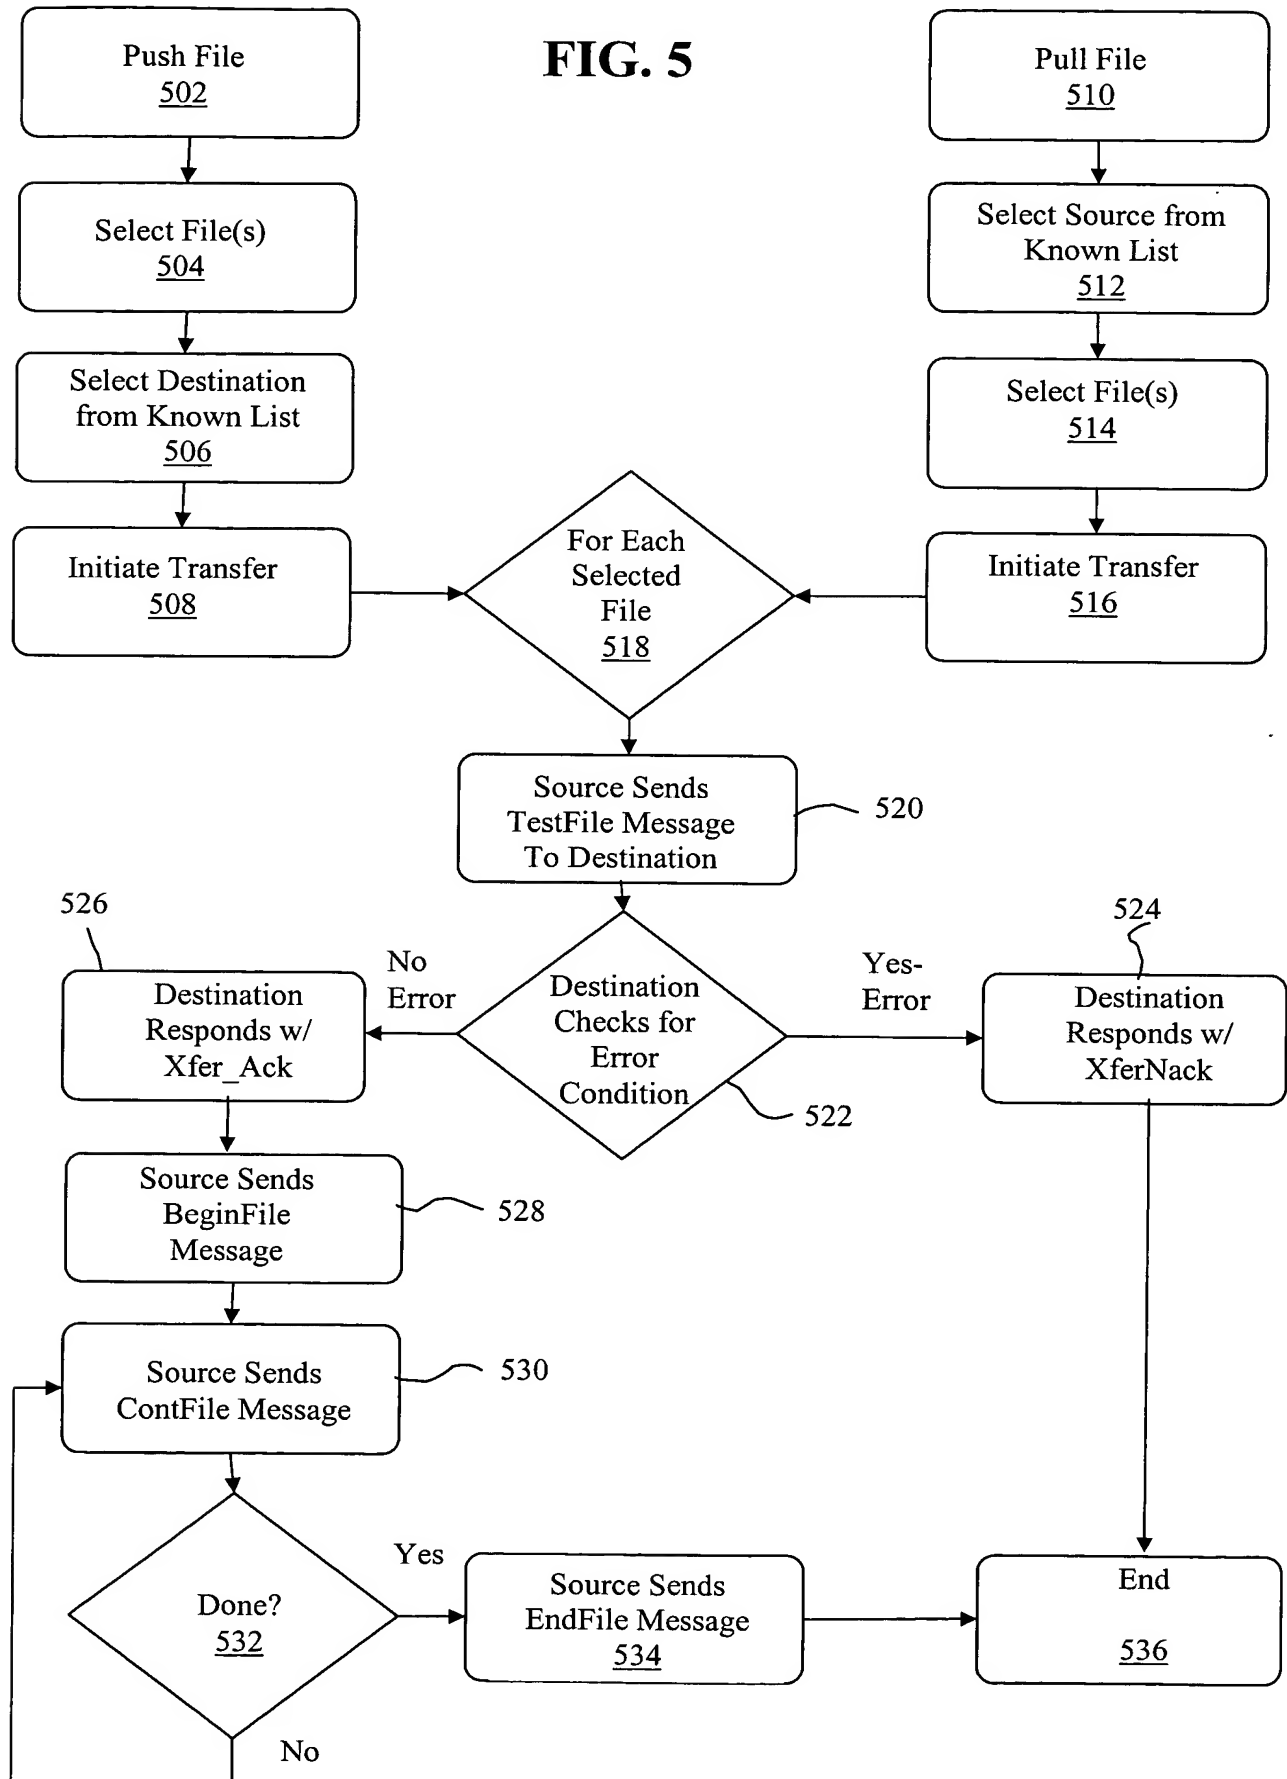 FIG. 5
Push File
502
Select File(s)
504
Select Destination
from Known List
506
Initiate Transfer
508
Pull File
510
Select Source from
Known List
512
Select File(s)
514
Initiate Transfer
516
For Each
Selected
File
518
Source Sends
TestFile Message
To Destination
520
Destination
Checks for
Error
Condition
522
No
Error
Yes-
Error
526
Destination
Responds w/
Xfer_Ack
524
Destination
Responds w/
XferNack
Source Sends
BeginFile
Message
528
Source Sends
ContFile Message
530
Done?
532
Yes
No
Source Sends
EndFile Message
534
End
536